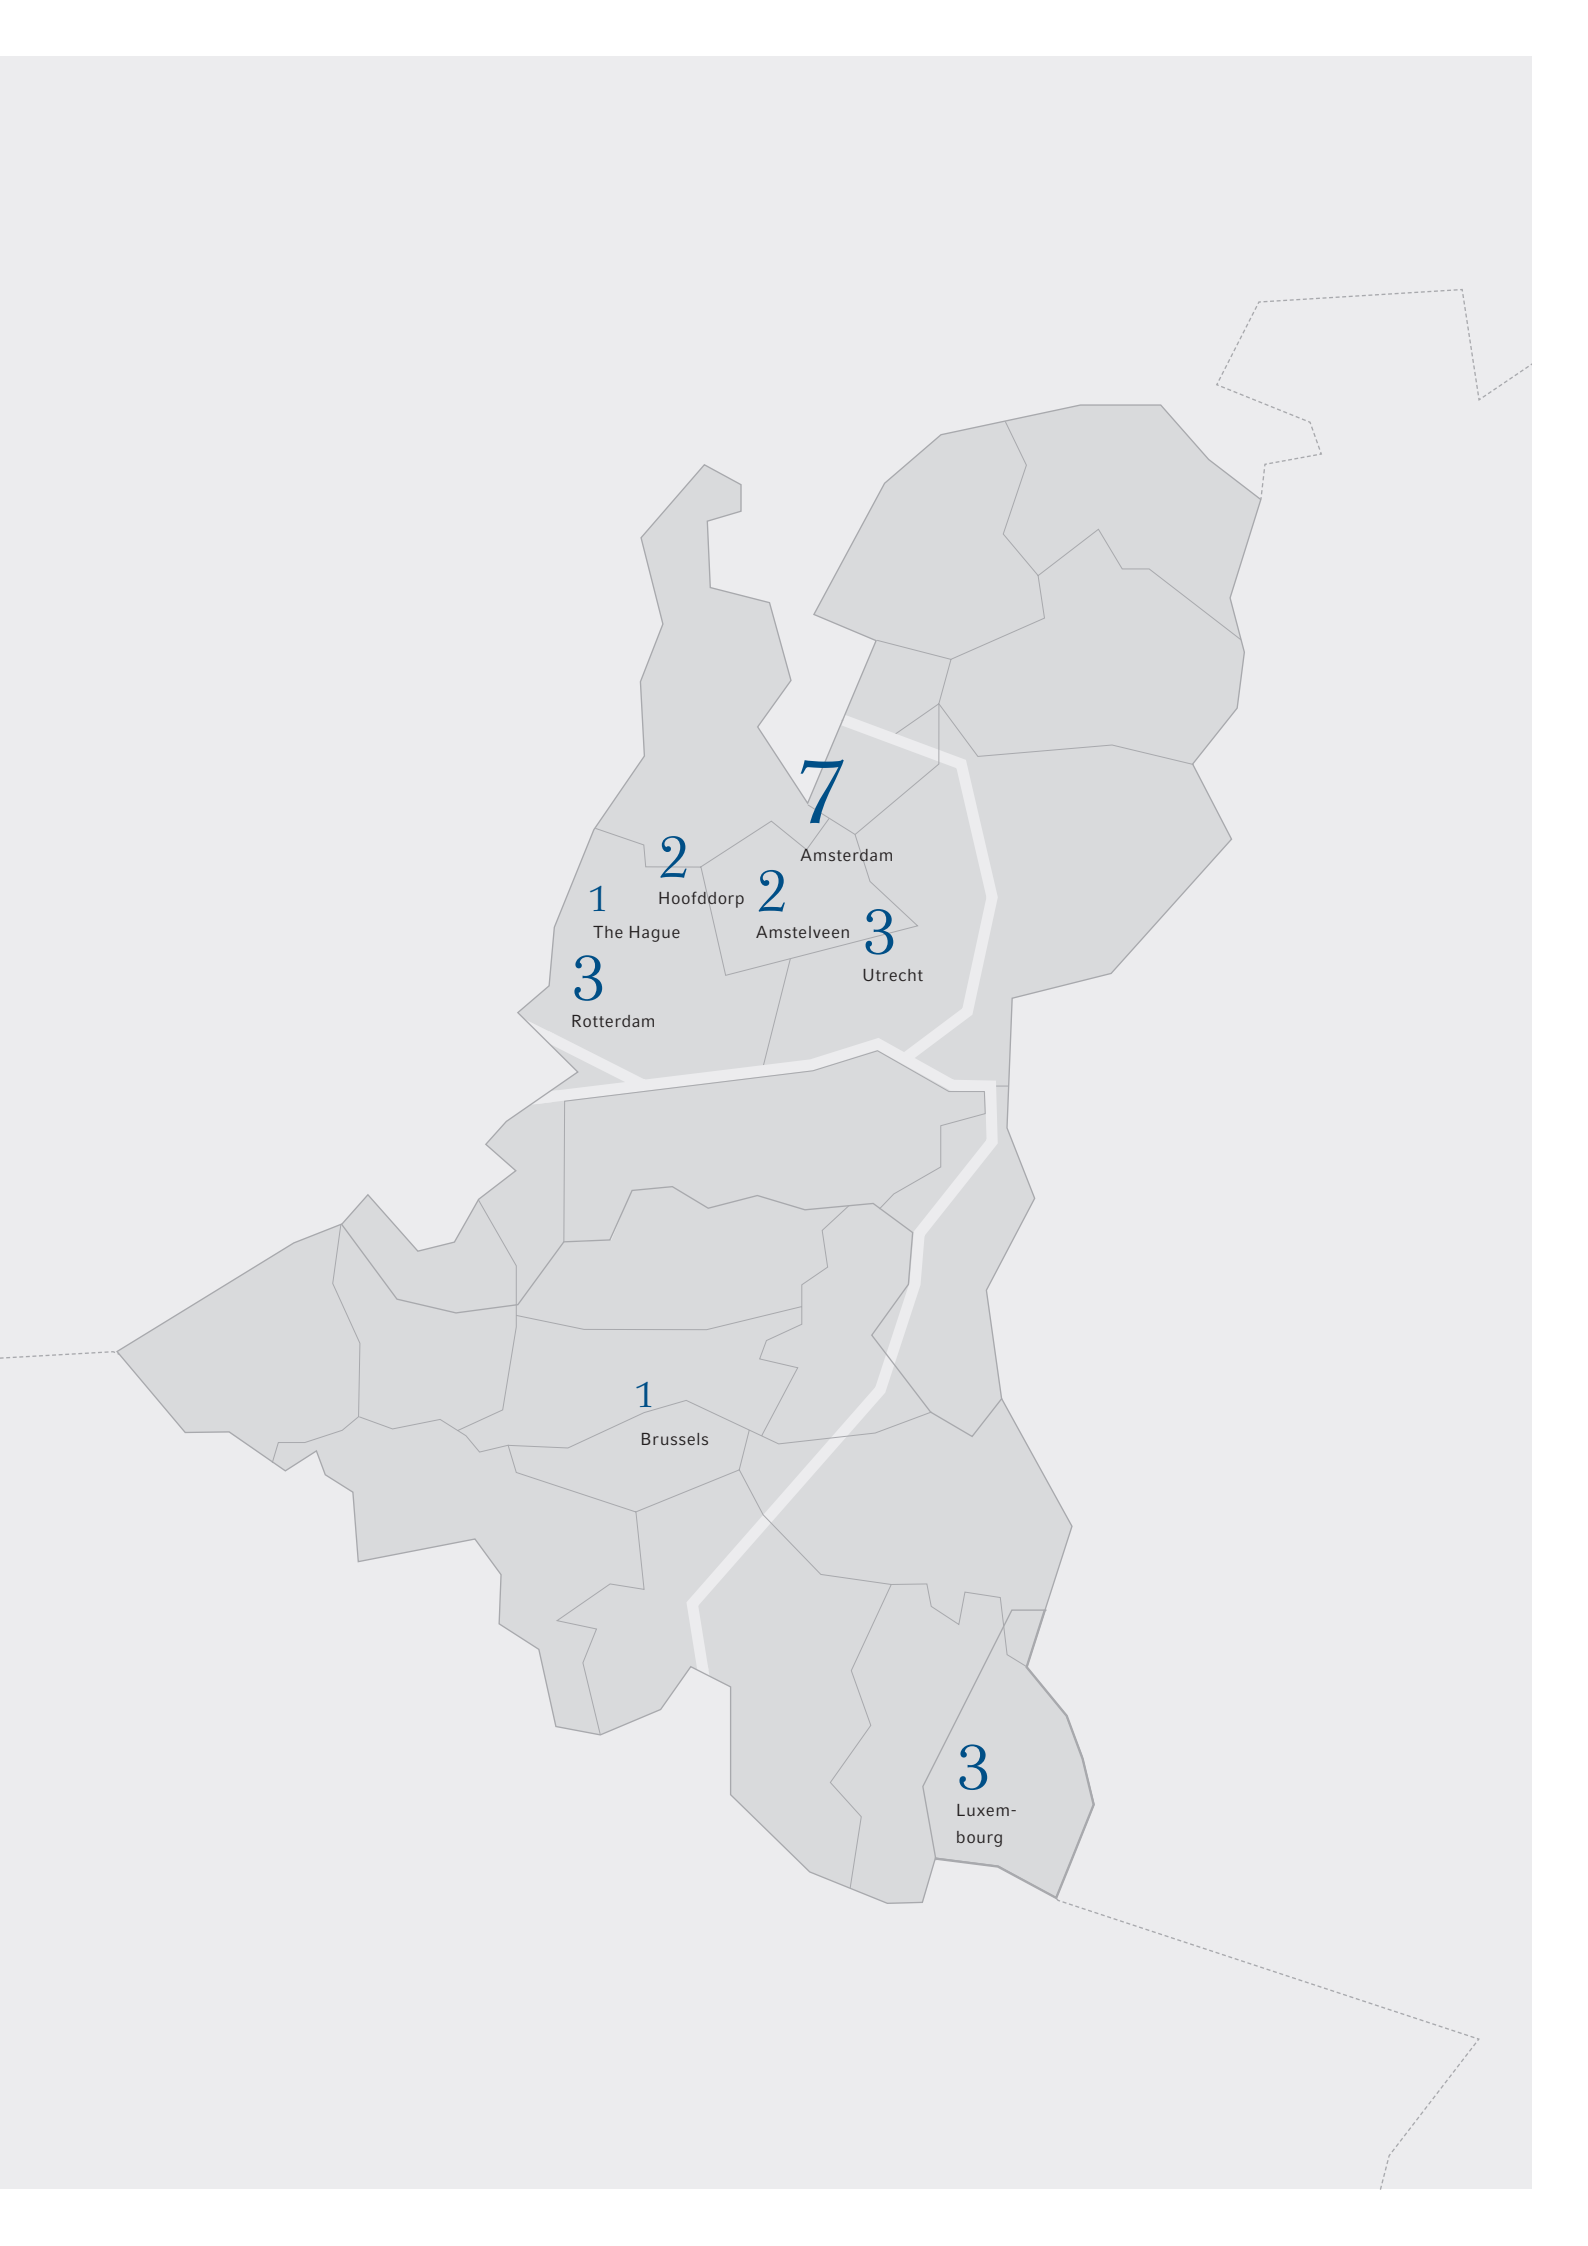 7
Amsterdam
2
Hoofddorp
2
Amstelveen
1
The Hague
3
Utrecht
3
Rotterdam
1
Brussels
3
Luxem-
bourg